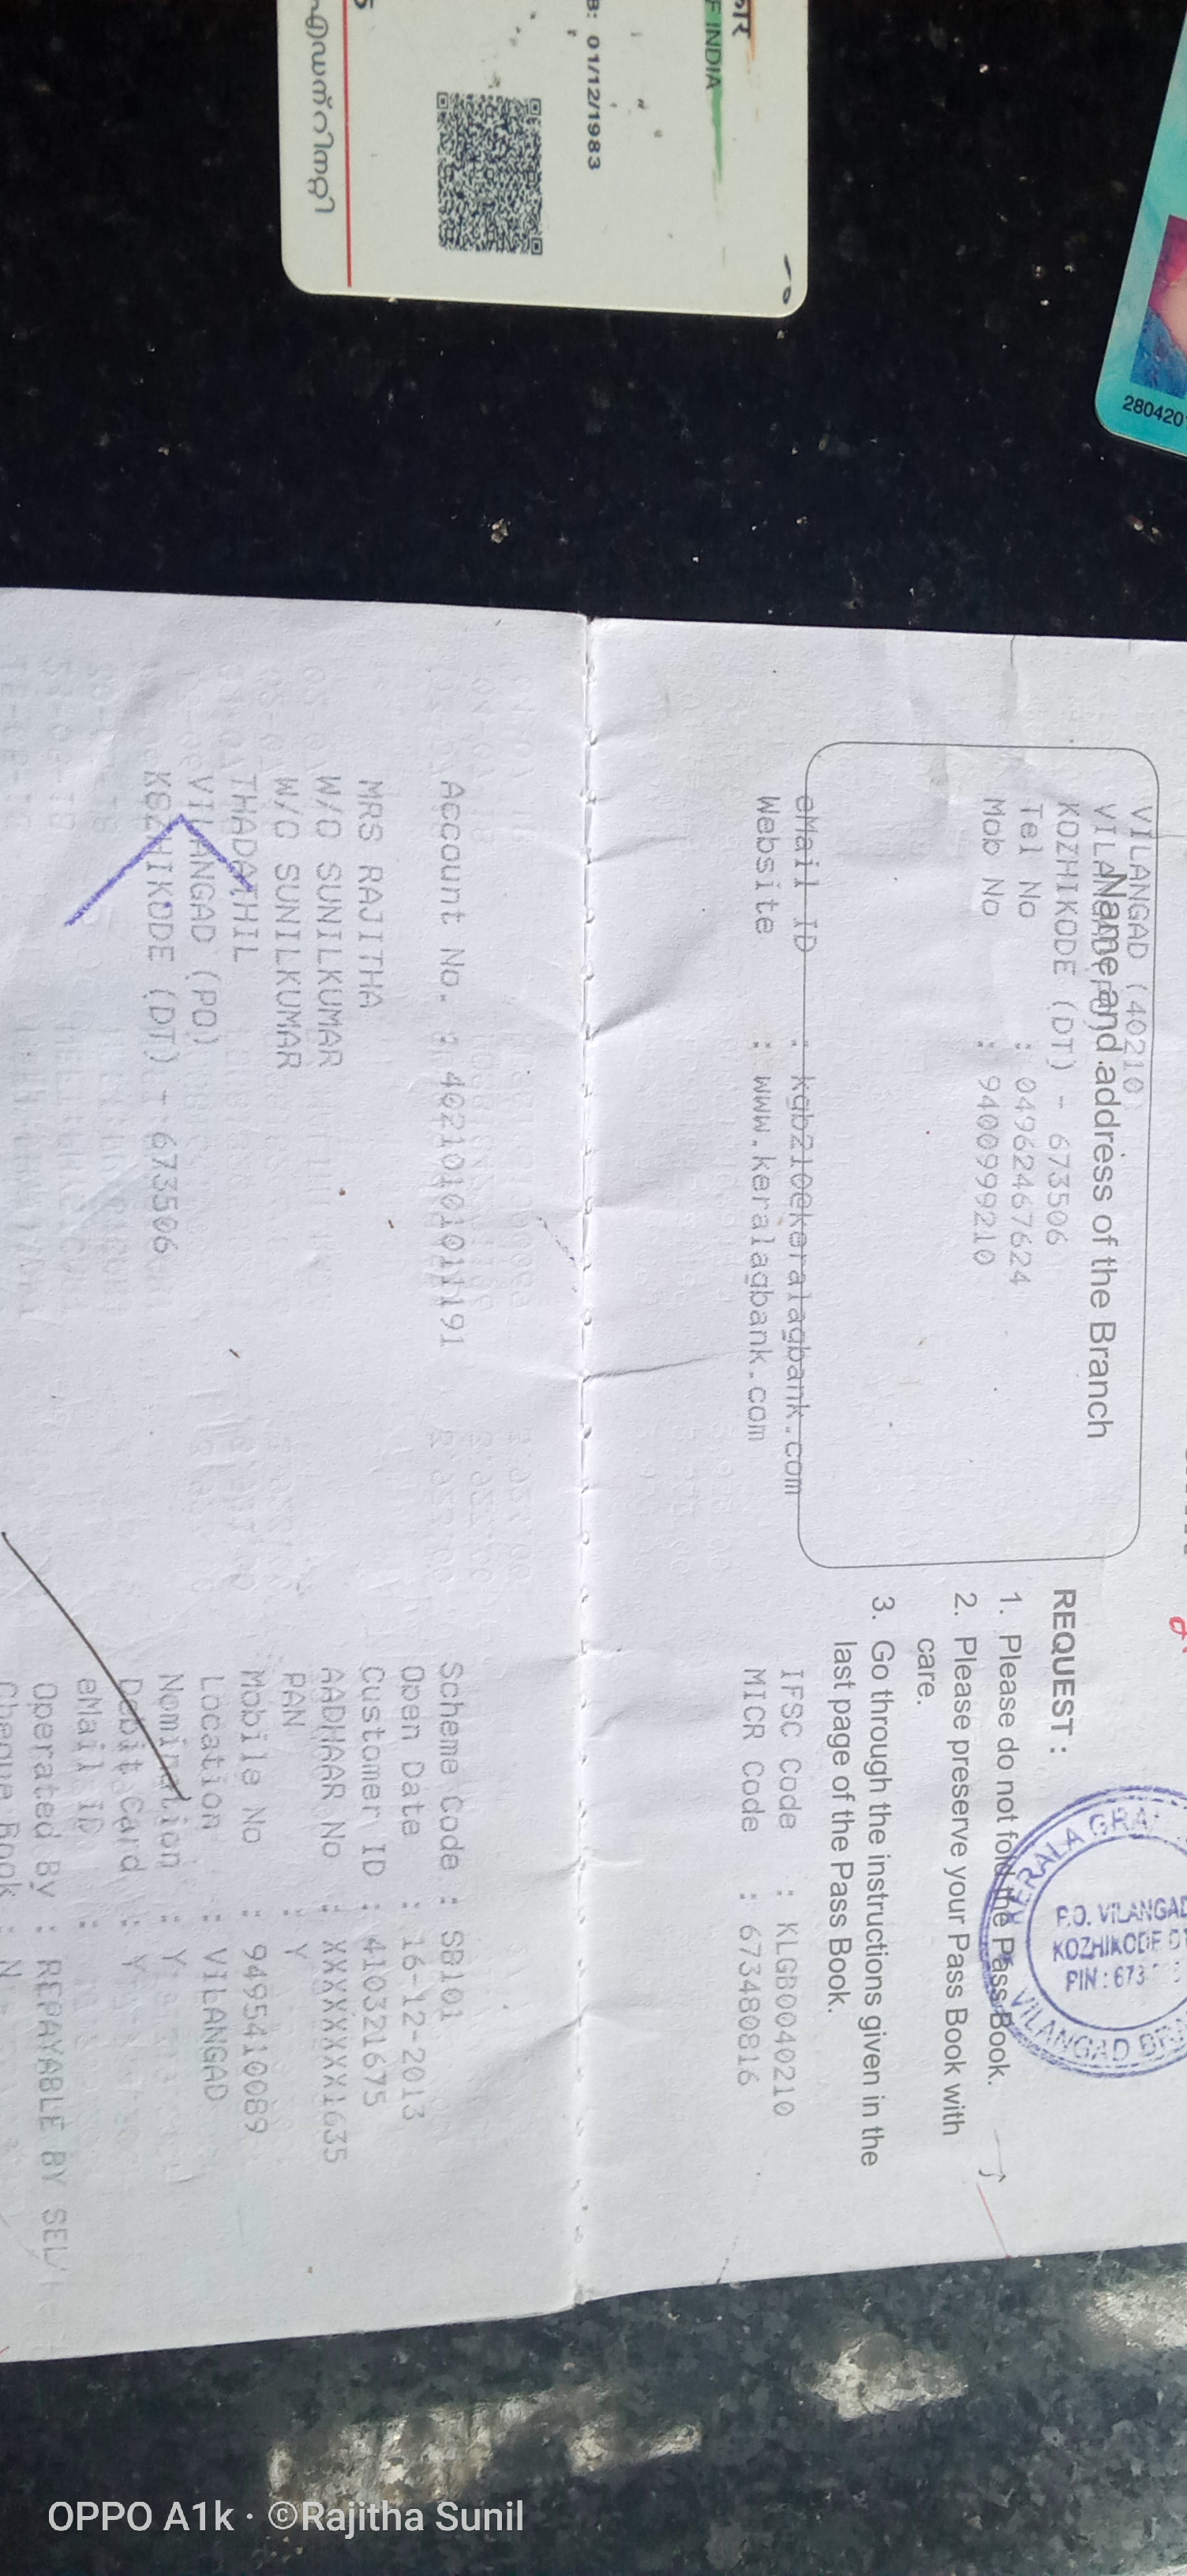 VILANGAD (40210)
VILANGAD (PO)
Name and address of the Branch
KOZHIKODE (DT) - 673506
Tel No : 04962467624
Mob No : 9400999210
eMail ID : kgb210@keralagbank.com
Website : www.keralagbank.com
REQUEST :
1. Please do not fold the Pass Book.
2. Please preserve your Pass Book with
care.
3. Go through the instructions given in the
last page of the Pass Book.
IFSC Code : KLGB0040210
MICR Code : 673480816
KERALA GRA
P.O. VILANGAD
KOZHIKODE DT
PIN : 673
VILANGAD BR
Account No. : 40210101011191
MRS RAJITHA
W/O SUNILKUMAR
W/O SUNILKUMAR
THADATHIL
VILANGAD (PO)
KOZHIKODE (DT) - 673506
Scheme Code : SB101
Open Date : 16-12-2013
Customer ID : 410321675
AADHAAR No : XXXXXXXX1635
PAN : Y
Mobile No : 9495410089
Location : VILANGAD
Nomination : Y
Debit Card : Y
eMail ID :
Operated By : REPAYABLE BY SELF
Cheque Book : N
F INDIA
B: 01/12/1983
280420
OPPO A1k · ©Rajitha Sunil